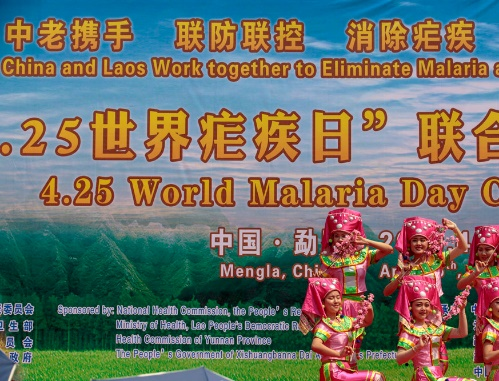 中老携手 联防联控 消除疟疾
China and Laos Work together to Eliminate Malaria a
.25世界疟疾日”联合
4.25 World Malaria Day C
中国·勐
Mengla, Chi
委员会
Sponsored by: National Health Commission, the People's Re
卫生部
Ministry of Health, Lao People's Democratic R
员会
Health Commission of Yunnan Province
政府
The People's Government of Xishuangbanna Dai Prefect